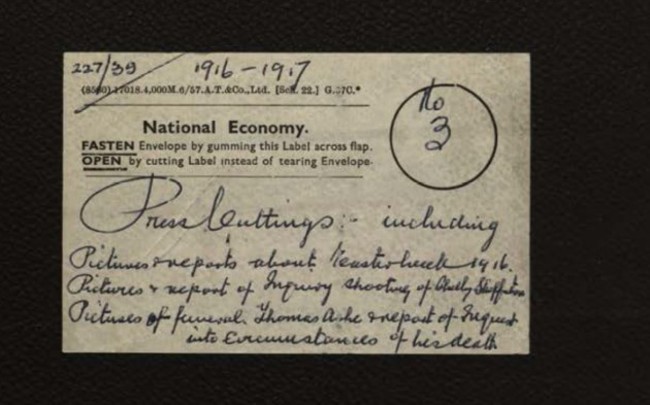 227/39 1916-1917
(8560) 17018.4,000M.6/57.A.T.&Co.,Ltd. [Sch. 22.] G.37C.*
No
3
National Economy.
FASTEN Envelope by gumming this Label across flap.
OPEN by cutting Label instead of tearing Envelope.
Press Cuttings:- including
Pictures & reports about Easter week 1916.
Pictures & report of Inquiry shooting of Skeffington
Pictures of funeral Thomas Ashe & report of Inquest
into Circumstances of his death